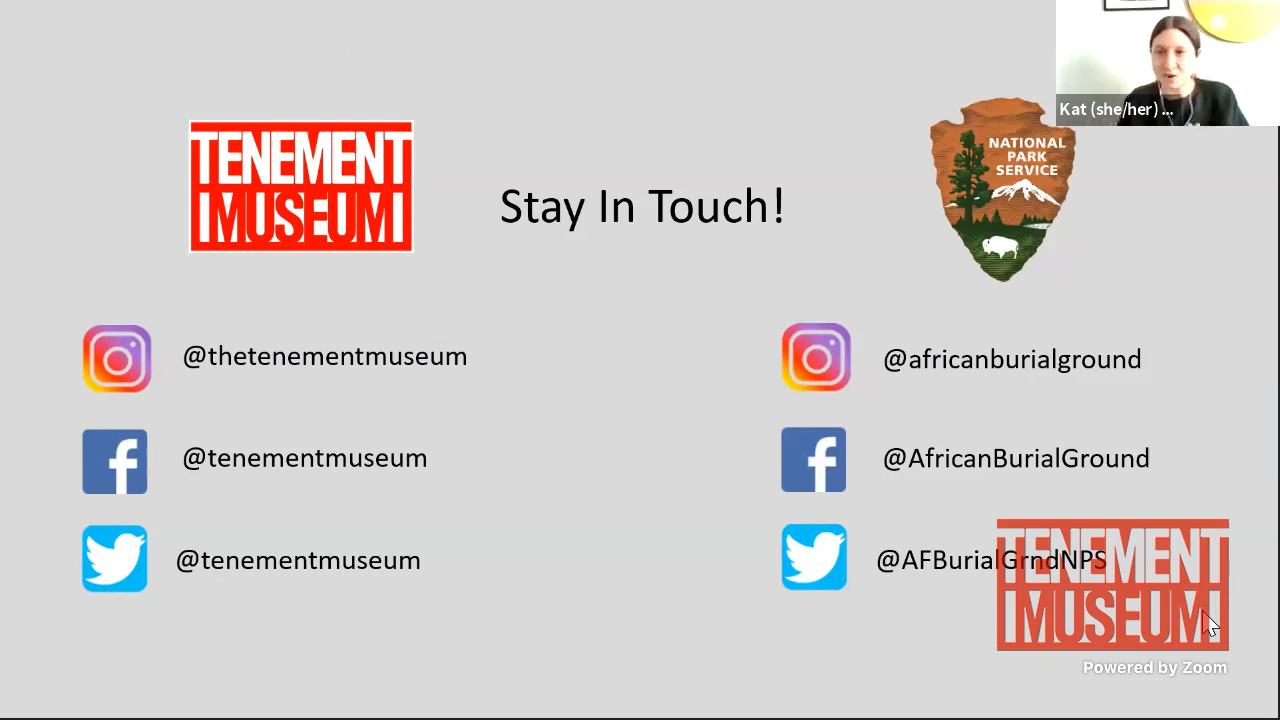 Kat (she/her) ...
TENEMENT
MUSEUM
Stay In Touch!
NATIONAL
PARK
SERVICE
@thetenementmuseum
@africanburialground
@tenementmuseum
@AfricanBurialGround
@tenementmuseum
@AFBurialGrndNPS
TENEMENT
MUSEUM
Powered by Zoom